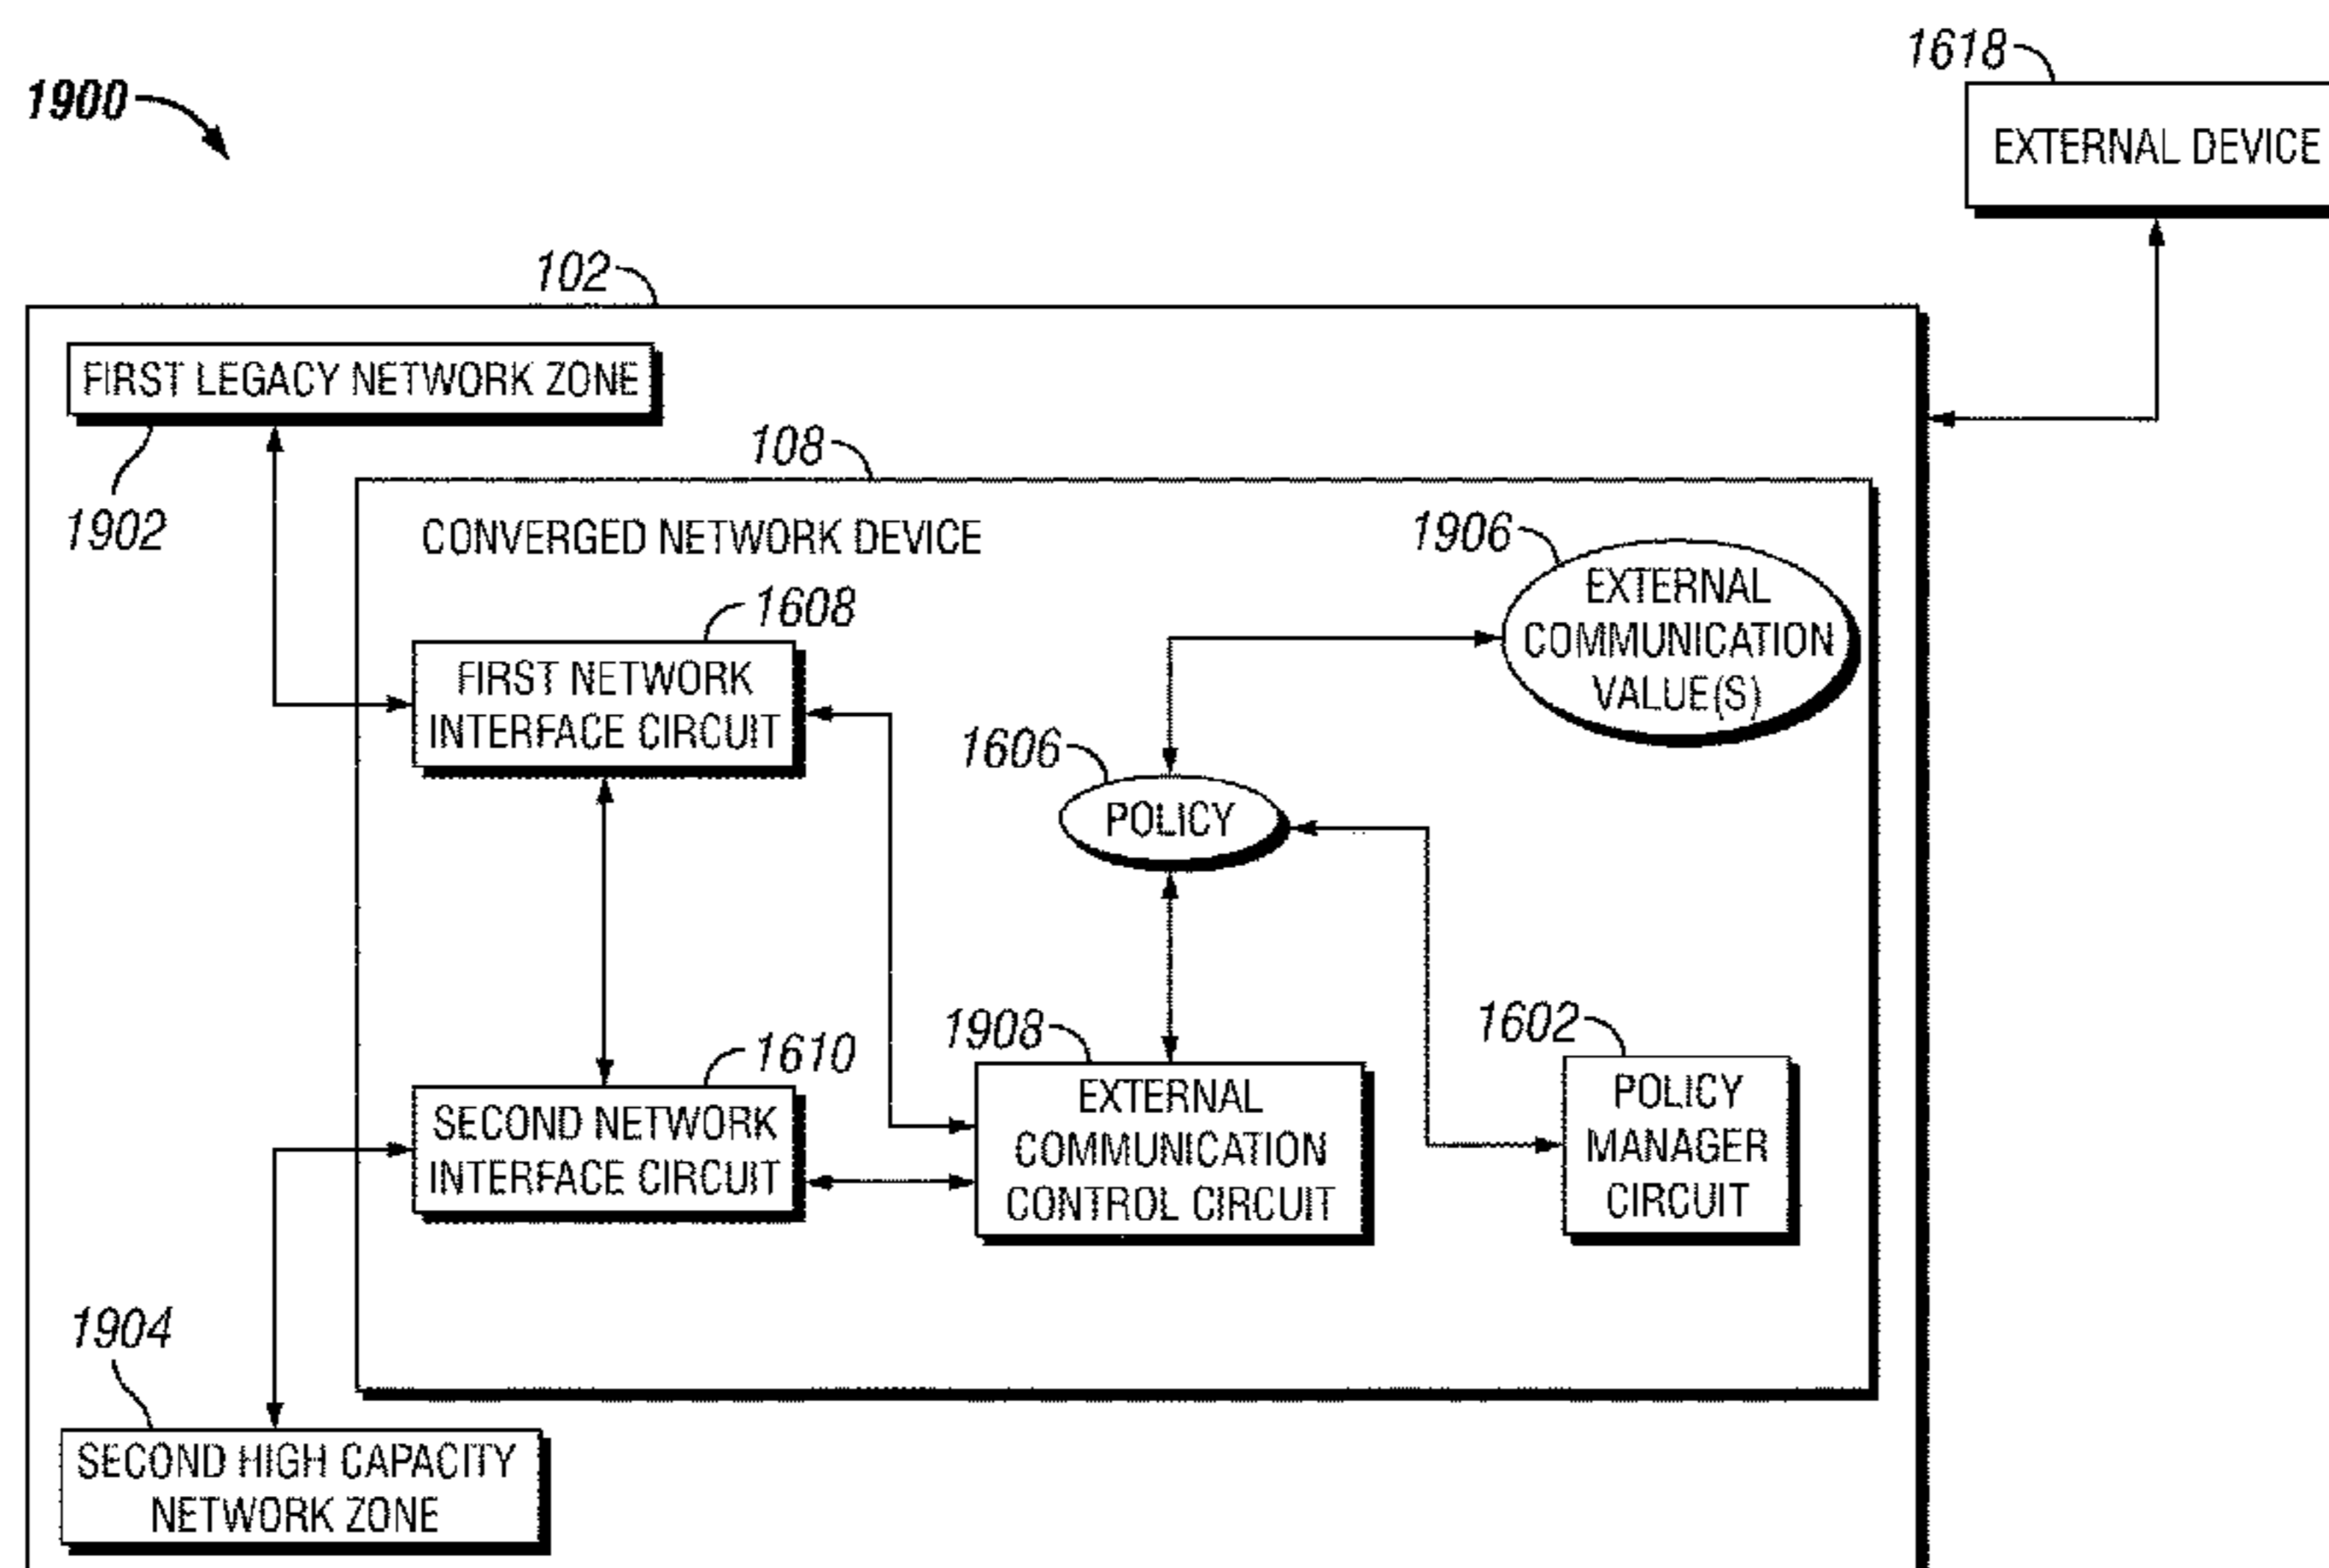 1618
1900
EXTERNAL DEVICE
102
FIRST LEGACY NETWORK ZONE
108
1902
CONVERGED NETWORK DEVICE
1906
EXTERNAL
COMMUNICATION
VALUE(S)
1608
FIRST NETWORK
INTERFACE CIRCUIT
1606
POLICY
1610
SECOND NETWORK
INTERFACE CIRCUIT
1908
EXTERNAL
COMMUNICATION
CONTROL CIRCUIT
1602
POLICY
MANAGER
CIRCUIT
1904
SECOND HIGH CAPACITY
NETWORK ZONE